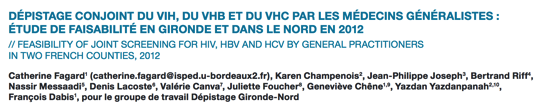 DÉPISTAGE CONJOINT DU VIH, DU VHB ET DU VHC PAR LES MÉDECINS GÉNÉRALISTES :
ÉTUDE DE FAISABILITÉ EN GIRONDE ET DANS LE NORD EN 2012
// FEASIBILITY OF JOINT SCREENING FOR HIV, HBV AND HCV BY GENERAL PRACTITIONERS
IN TWO FRENCH COUNTIES, 2012
Catherine Fagard¹ (catherine.fagard@isped.u-bordeaux2.fr), Karen Champenois², Jean-Philippe Joseph³, Bertrand Riff⁴,
Nassir Messaadi⁵, Denis Lacoste⁶, Valérie Canva⁷, Juliette Foucher⁸, Geneviève Chêne¹,⁹, Yazdan Yazdanpanah²,¹⁰,
François Dabis¹, pour le groupe de travail Dépistage Gironde-Nord